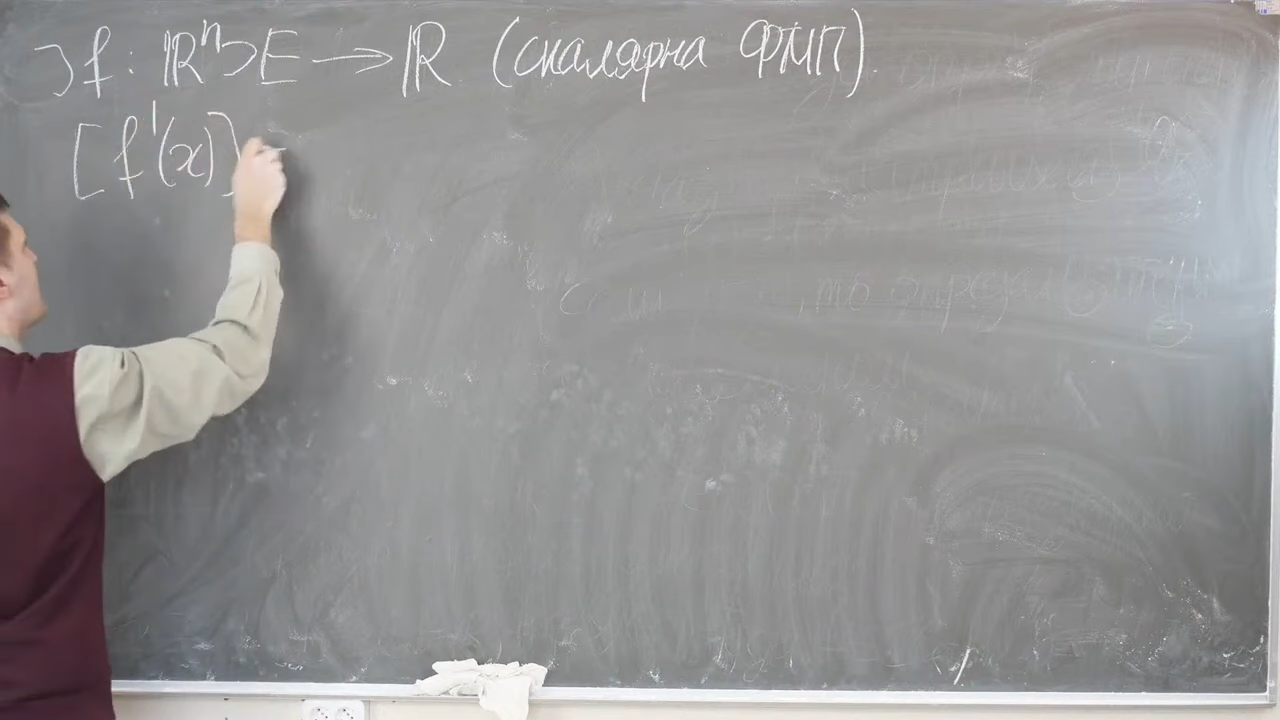 ⊐ f : ℝⁿ ⊃ E → ℝ (скалярна ФМП).
[f'(x)] =